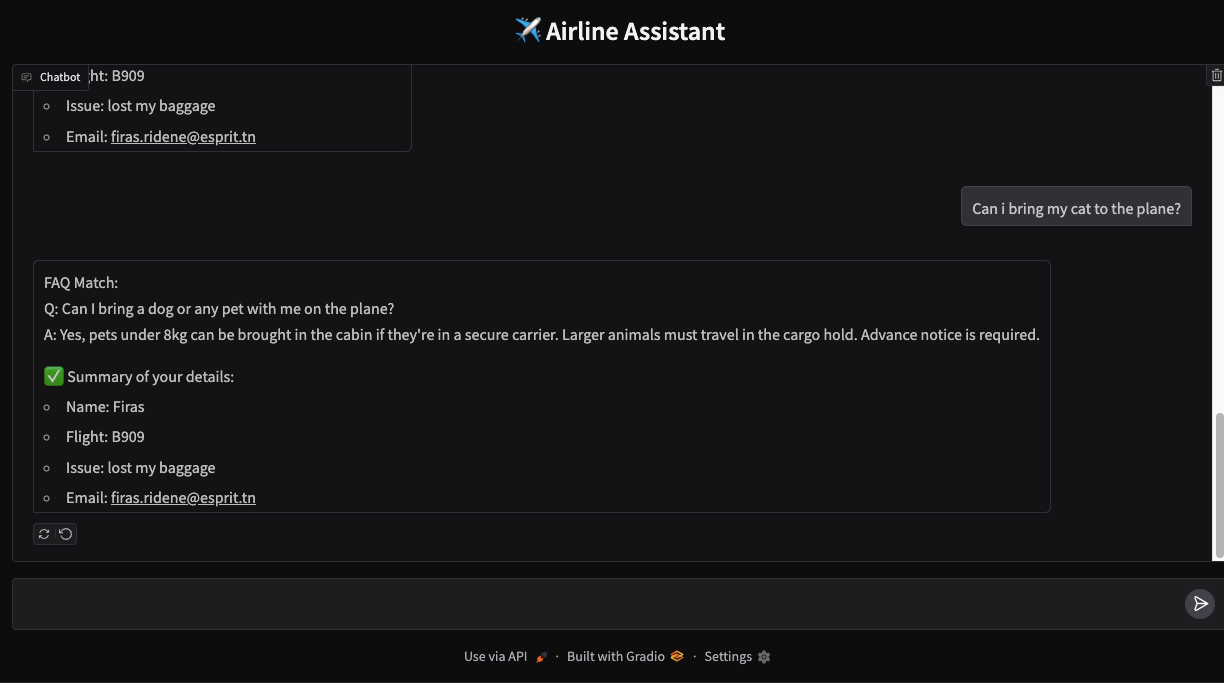 Airline Assistant
Chatbot
ht: B909
Issue: lost my baggage
Email: firas.ridene@esprit.tn
Can i bring my cat to the plane?
FAQ Match:
Q: Can I bring a dog or any pet with me on the plane?
A: Yes, pets under 8kg can be brought in the cabin if they're in a secure carrier. Larger animals must travel in the cargo hold. Advance notice is required.
Summary of your details:
Name: Firas
Flight: B909
Issue: lost my baggage
Email: firas.ridene@esprit.tn
Use via API · Built with Gradio · Settings